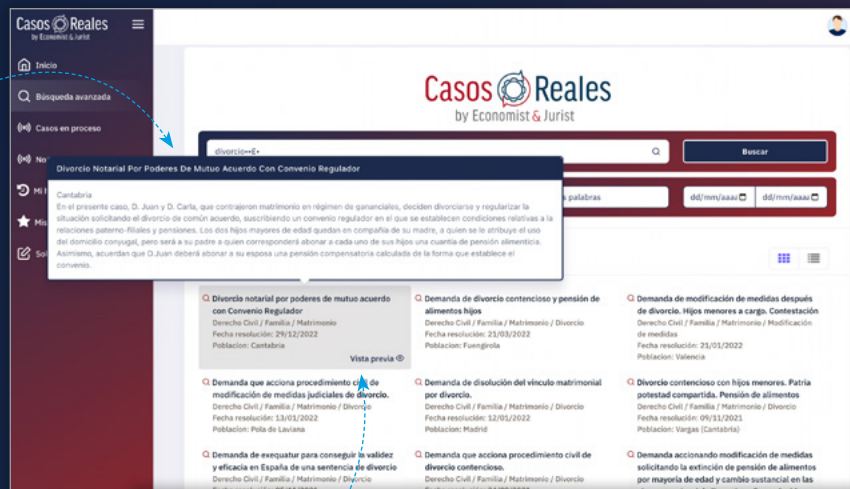 Casos Reales
by Economist & Jurist
Inicio
Búsqueda avanzada
Casos en proceso
No
Mi
Mis
Sol
Casos Reales
by Economist & Jurist
Buscar
s palabras
dd/mm/aaaa
dd/mm/aaaa
Divorcio Notarial Por Poderes De Mutuo Acuerdo Con Convenio Regulador
Cantabria
En el presente caso, D. Juan y D. Carla, que contrajeron matrimonio en régimen de gananciales, deciden divorciarse y regularizar la
situación solicitando el divorcio de común acuerdo, suscribiendo un convenio regulador en el que se establecen condiciones relativas a la
relaciones paterno-filiales y pensiones. Los dos hijos mayores de edad quedan en compañía de su madre, a quien se le atribuye el uso
del domicilio conyugal, pero será a su padre a quien corresponderá abonar a cada uno de sus hijos una cuantía de pensión alimenticia.
Asimismo, acuerdan que D.Juan deberá abonar a su esposa una pensión compensatoria calculada de la forma que establece el
convenio.
Divorcio notarial por poderes de mutuo acuerdo
con Convenio Regulador
Derecho Civil / Familia / Matrimonio
Fecha resolución: 29/12/2022
Poblacion: Cantabria
Vista previa
Demanda de divorcio contencioso y pensión de
alimentos hijos
Derecho Civil / Familia / Matrimonio / Divorcio
Fecha resolución: 21/03/2022
Poblacion: Fuengirola
Demanda de modificación de medidas después
de divorcio. Hijos menores a cargo. Contestación
Derecho Civil / Familia / Matrimonio / Modificación
de medidas
Fecha resolución: 21/01/2022
Poblacion: Valencia
Demanda que acciona procedimiento civil de
modificación de medidas judiciales de divorcio.
Derecho Civil / Familia / Matrimonio / Divorcio
Fecha resolución: 13/01/2022
Poblacion: Pola de Laviana
Demanda de disolución del vínculo matrimonial
por divorcio.
Derecho Civil / Familia / Matrimonio / Divorcio
Fecha resolución: 12/01/2022
Poblacion: Madrid
Divorcio contencioso con hijos menores. Patria
potestad compartida. Pensión de alimentos
Derecho Civil / Familia / Matrimonio / Divorcio
Fecha resolución: 09/11/2021
Poblacion: Vargas (Cantabria)
Demanda de exequatur para conseguir la validez
y eficacia en España de una sentencia de divorcio
Derecho Civil / Familia / Matrimonio / Divorcio
Demanda que acciona procedimiento civil de
divorcio contencioso.
Derecho Civil / Familia / Matrimonio / Divorcio
Demanda accionando modificación de medidas
solicitando la extinción de pensión de alimentos
por mayoría de edad y cambio sustancial en las